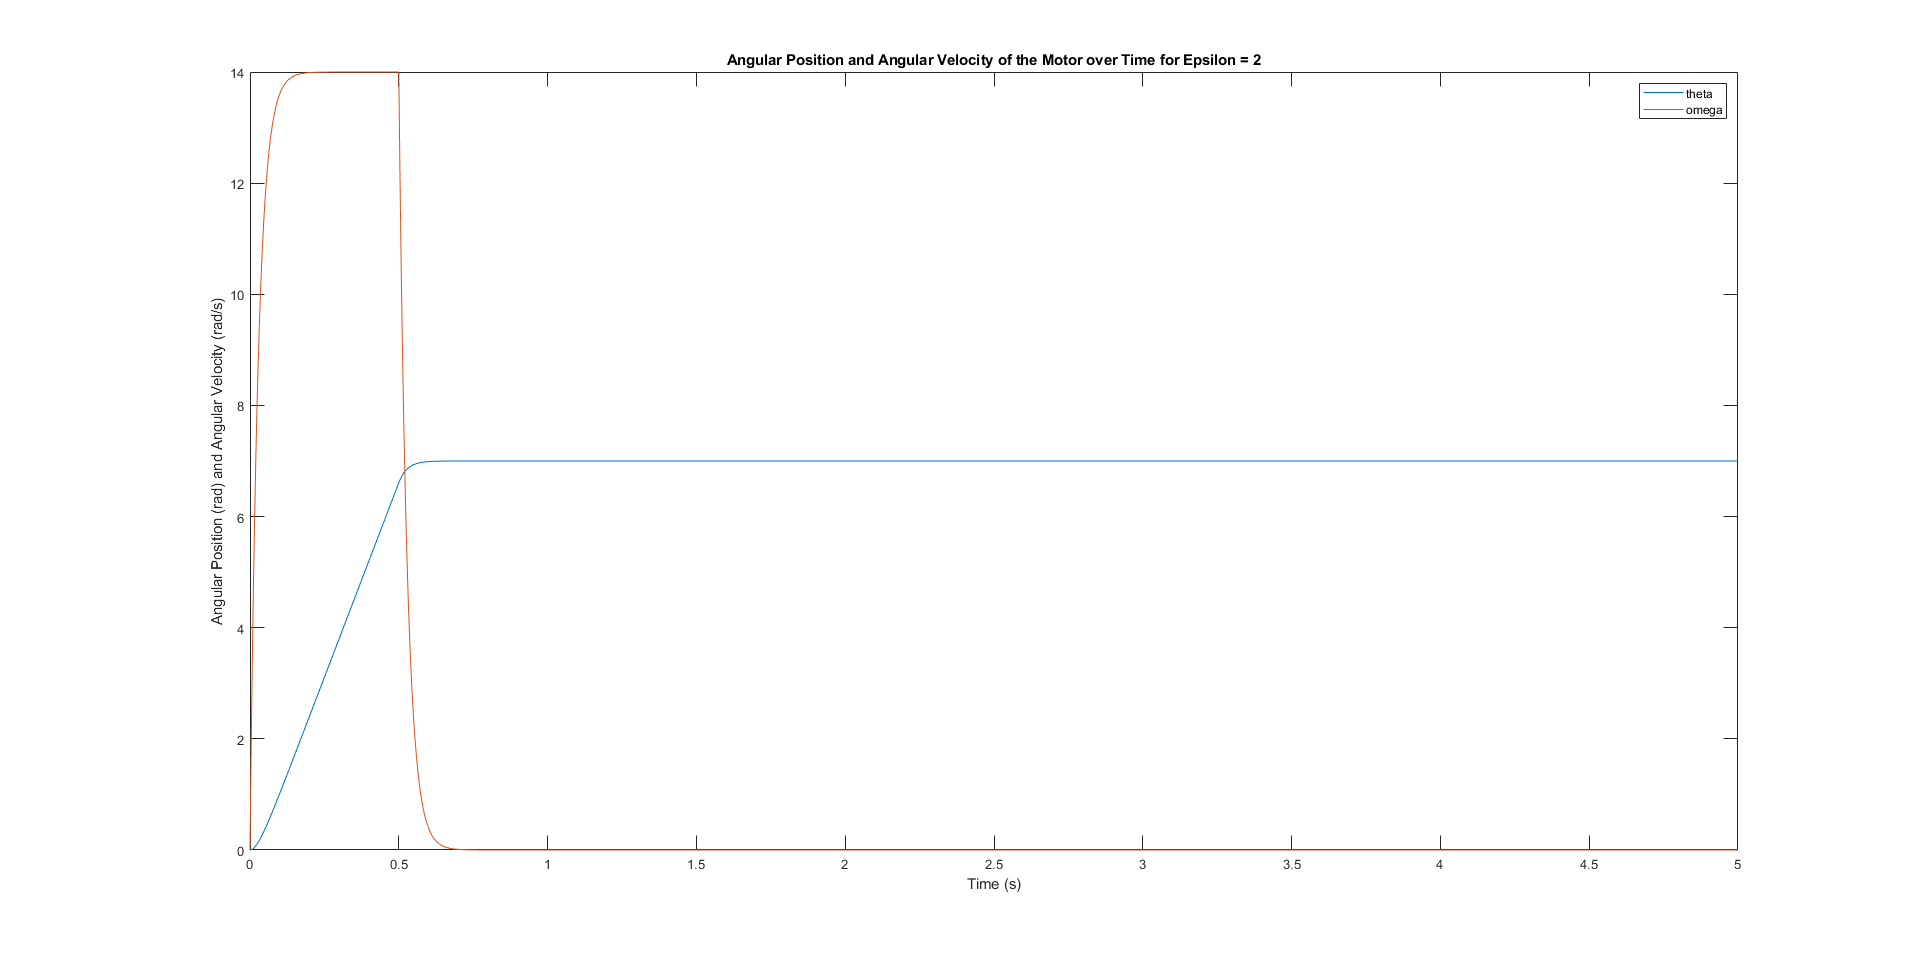 Angular Position and Angular Velocity of the Motor over Time for Epsilon = 2
theta
omega
Angular Position (rad) and Angular Velocity (rad/s)
14
12
10
8
6
4
2
0
0 0.5 1 1.5 2 2.5 3 3.5 4 4.5 5
Time (s)